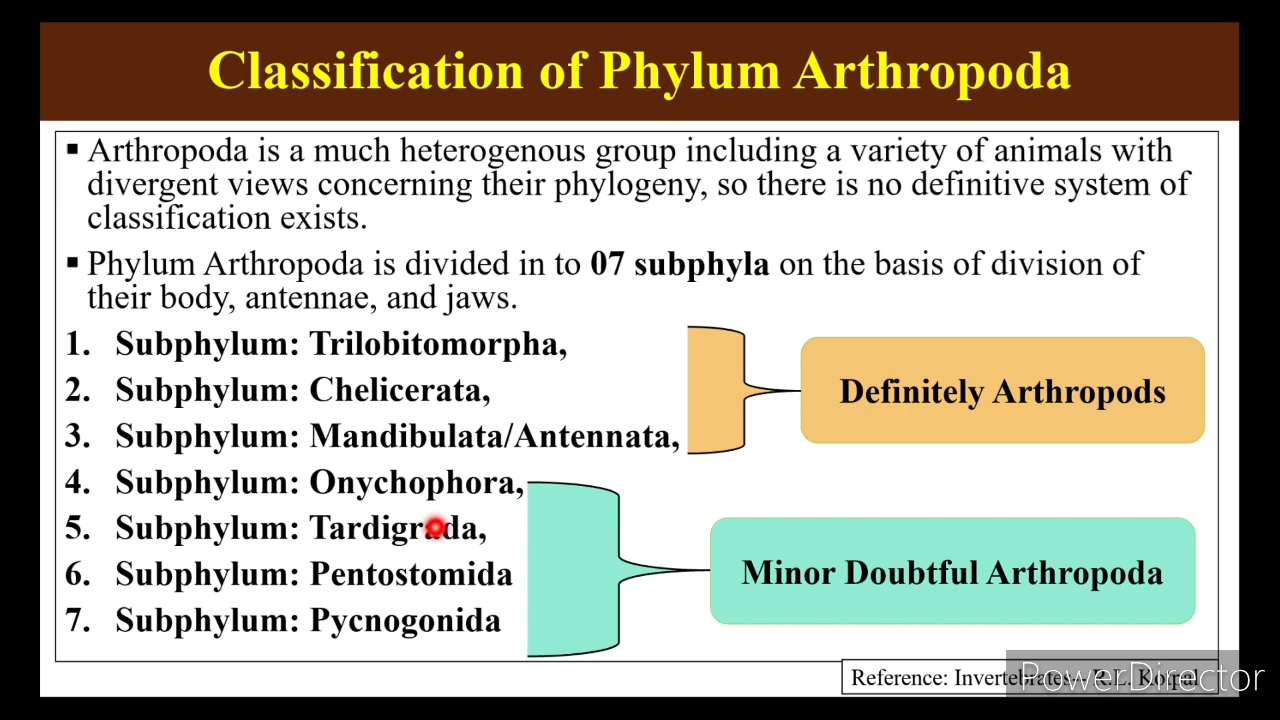 Classification of Phylum Arthropoda
▪ Arthropoda is a much heterogenous group including a variety of animals with
divergent views concerning their phylogeny, so there is no definitive system of
classification exists.
▪ Phylum Arthropoda is divided in to 07 subphyla on the basis of division of
their body, antennae, and jaws.
1. Subphylum: Trilobitomorpha,
2. Subphylum: Chelicerata,
3. Subphylum: Mandibulata/Antennata,
Definitely Arthropods
4. Subphylum: Onychophora,
5. Subphylum: Tardigrada,
6. Subphylum: Pentostomida
7. Subphylum: Pycnogonida
Minor Doubtful Arthropoda
Reference: Invertebrates– R.L. Kotpal
PowerDirector